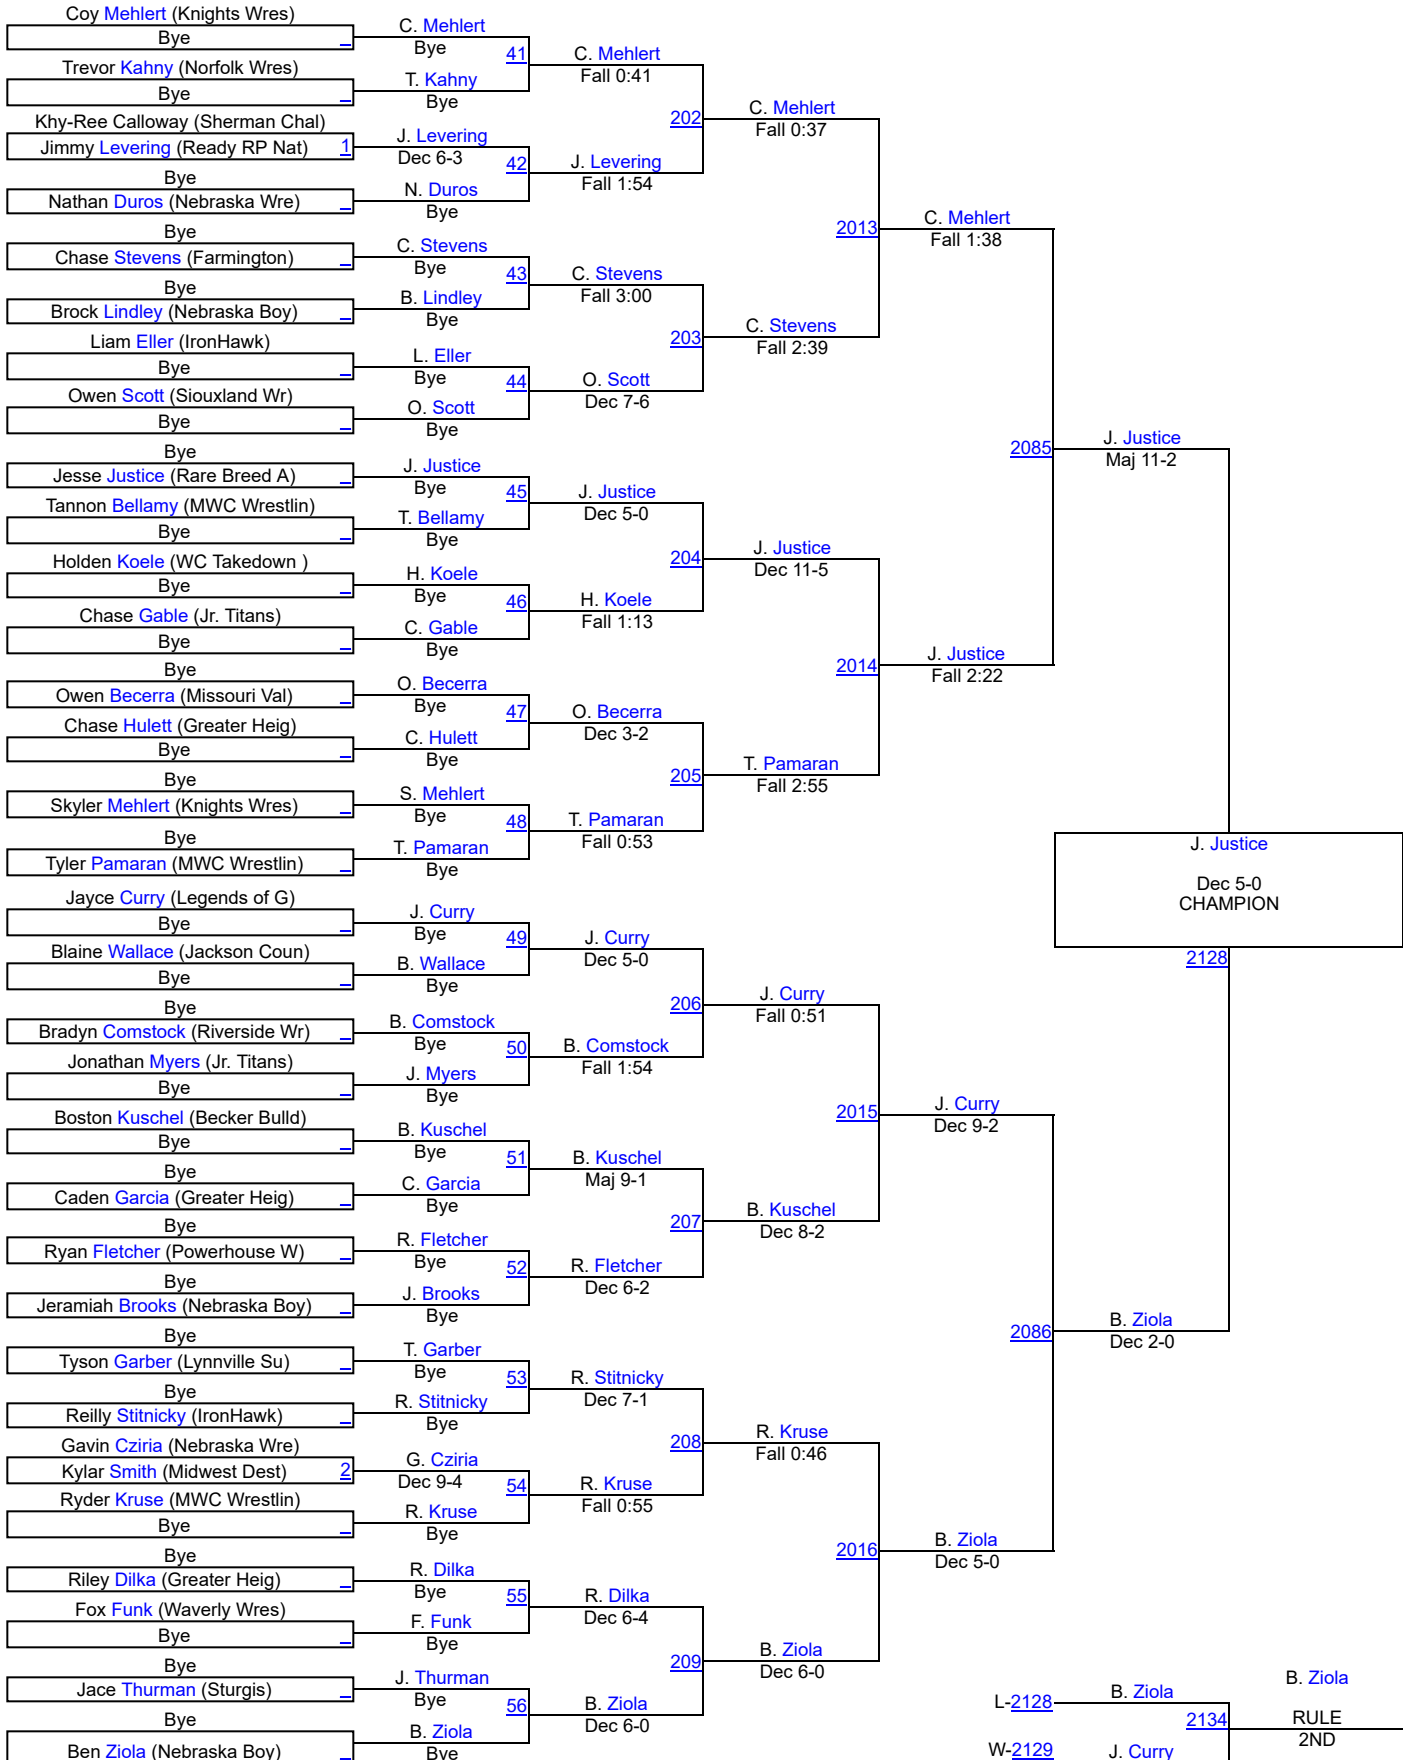 Coy Mehlert (Knights Wres)
Bye
Trevor Kahny (Norfolk Wres)
Bye
Khy-Ree Calloway (Sherman Chal)
Jimmy Levering (Ready RP Nat) 1
Bye
Nathan Duros (Nebraska Wre)
Bye
Chase Stevens (Farmington)
Bye
Brock Lindley (Nebraska Boy)
Liam Eller (IronHawk)
Bye
Owen Scott (Siouxland Wr)
Bye
Bye
Jesse Justice (Rare Breed A)
Tannon Bellamy (MWC Wrestlin)
Bye
Holden Koele (WC Takedown )
Bye
Chase Gable (Jr. Titans)
Bye
Bye
Owen Becerra (Missouri Val)
Chase Hulett (Greater Heig)
Bye
Bye
Skyler Mehlert (Knights Wres)
Bye
Tyler Pamaran (MWC Wrestlin)
Jayce Curry (Legends of G)
Bye
Blaine Wallace (Jackson Coun)
Bye
Bye
Bradyn Comstock (Riverside Wr)
Jonathan Myers (Jr. Titans)
Bye
Boston Kuschel (Becker Bulld)
Bye
Bye
Caden Garcia (Greater Heig)
Bye
Ryan Fletcher (Powerhouse W)
Bye
Jeramiah Brooks (Nebraska Boy)
Bye
Tyson Garber (Lynnville Su)
Bye
Reilly Stitnicky (IronHawk)
Gavin Cziria (Nebraska Wre)
Kylar Smith (Midwest Dest) 2
Ryder Kruse (MWC Wrestlin)
Bye
Bye
Riley Dilka (Greater Heig)
Fox Funk (Waverly Wres)
Bye
Bye
Jace Thurman (Sturgis)
Bye
Ben Ziola (Nebraska Boy)
C. Mehlert
Bye
41
T. Kahny
Bye
J. Levering
Dec 6-3
42
N. Duros
Bye
C. Stevens
Bye
43
B. Lindley
Bye
L. Eller
Bye
44
O. Scott
Bye
J. Justice
Bye
45
T. Bellamy
Bye
H. Koele
Bye
46
C. Gable
Bye
O. Becerra
Bye
47
C. Hulett
Bye
S. Mehlert
Bye
48
T. Pamaran
Bye
J. Curry
Bye
49
B. Wallace
Bye
B. Comstock
Bye
50
J. Myers
Bye
B. Kuschel
Bye
51
C. Garcia
Bye
R. Fletcher
Bye
52
J. Brooks
Bye
T. Garber
Bye
53
R. Stitnicky
Bye
G. Cziria
Dec 9-4
54
R. Kruse
Bye
R. Dilka
Bye
55
F. Funk
Bye
J. Thurman
Bye
56
B. Ziola
Bye
C. Mehlert
Fall 0:41
202
J. Levering
Fall 1:54
C. Stevens
Fall 3:00
203
O. Scott
Dec 7-6
J. Justice
Dec 5-0
204
H. Koele
Fall 1:13
O. Becerra
Dec 3-2
205
T. Pamaran
Fall 0:53
J. Curry
Dec 5-0
206
B. Comstock
Fall 1:54
B. Kuschel
Maj 9-1
207
R. Fletcher
Dec 6-2
R. Stitnicky
Dec 7-1
208
R. Kruse
Fall 0:55
R. Dilka
Dec 6-4
209
B. Ziola
Dec 6-0
C. Mehlert
Fall 0:37
2013
C. Stevens
Fall 2:39
J. Justice
Dec 11-5
2014
T. Pamaran
Fall 2:55
J. Curry
Fall 0:51
2015
B. Kuschel
Dec 8-2
R. Kruse
Fall 0:46
2016
B. Ziola
Dec 6-0
C. Mehlert
Fall 1:38
2085
J. Justice
Fall 2:22
J. Curry
Dec 9-2
2086
B. Ziola
Dec 5-0
J. Justice
Maj 11-2
J. Justice
Dec 5-0
CHAMPION
2128
B. Ziola
Dec 2-0
L-2128
B. Ziola
2134
W-2129
J. Curry
B. Ziola
RULE
2ND